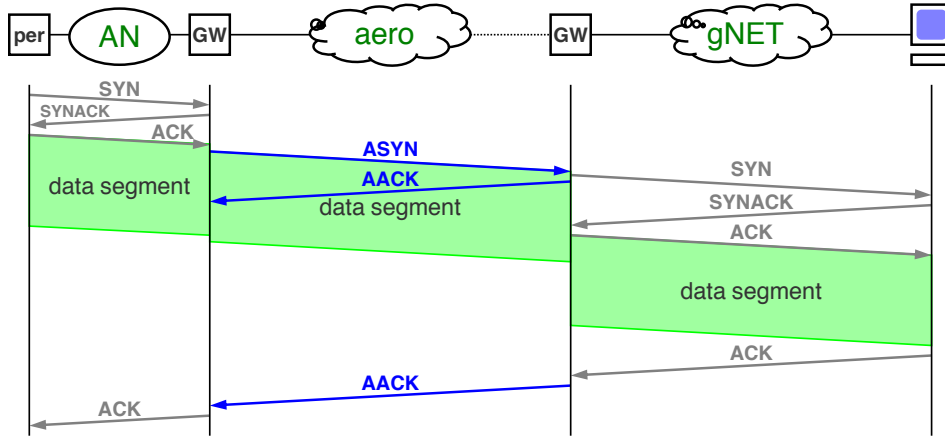 per AN GW aero GW gNET
SYN
SYNACK
ACK
ASYN
SYN
data segment
AACK
data segment
SYNACK
ACK
data segment
ACK
AACK
ACK